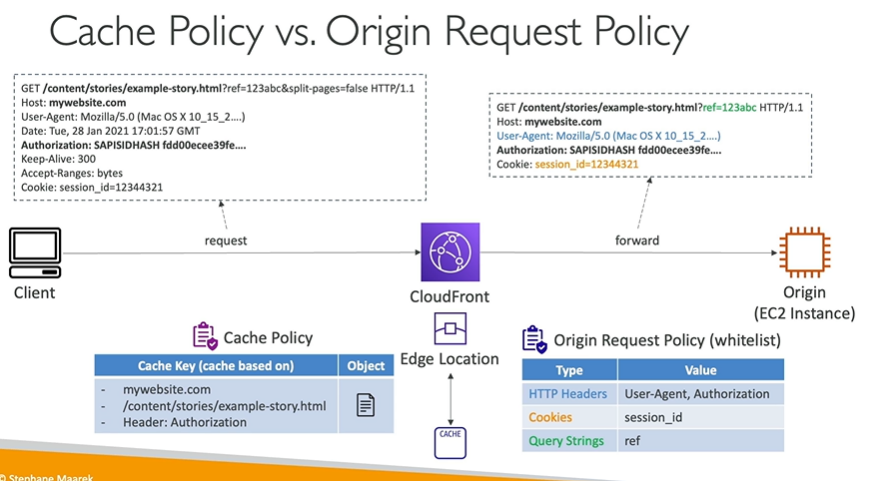 Cache Policy vs. Origin Request Policy
GET /content/stories/example-story.html?ref=123abc&split-pages=false HTTP/1.1
Host: mywebsite.com
User-Agent: Mozilla/5.0 (Mac OS X 10_15_2....)
Date: Tue, 28 Jan 2021 17:01:57 GMT
Authorization: SAPISIDHASH fdd00ecee39fe....
Keep-Alive: 300
Accept-Ranges: bytes
Cookie: session_id=12344321
GET /content/stories/example-story.html?ref=123abc HTTP/1.1
Host: mywebsite.com
User-Agent: Mozilla/5.0 (Mac OS X 10_15_2....)
Authorization: SAPISIDHASH fdd00ecee39fe....
Cookie: session_id=12344321
request
forward
Client
CloudFront
Origin
(EC2 Instance)
Cache Policy
Cache Key (cache based on)
Object
- mywebsite.com
- /content/stories/example-story.html
- Header: Authorization
Edge Location
CACHE
Origin Request Policy (whitelist)
Type
Value
HTTP Headers
User-Agent, Authorization
Cookies
session_id
Query Strings
ref
© Stephane Maarek